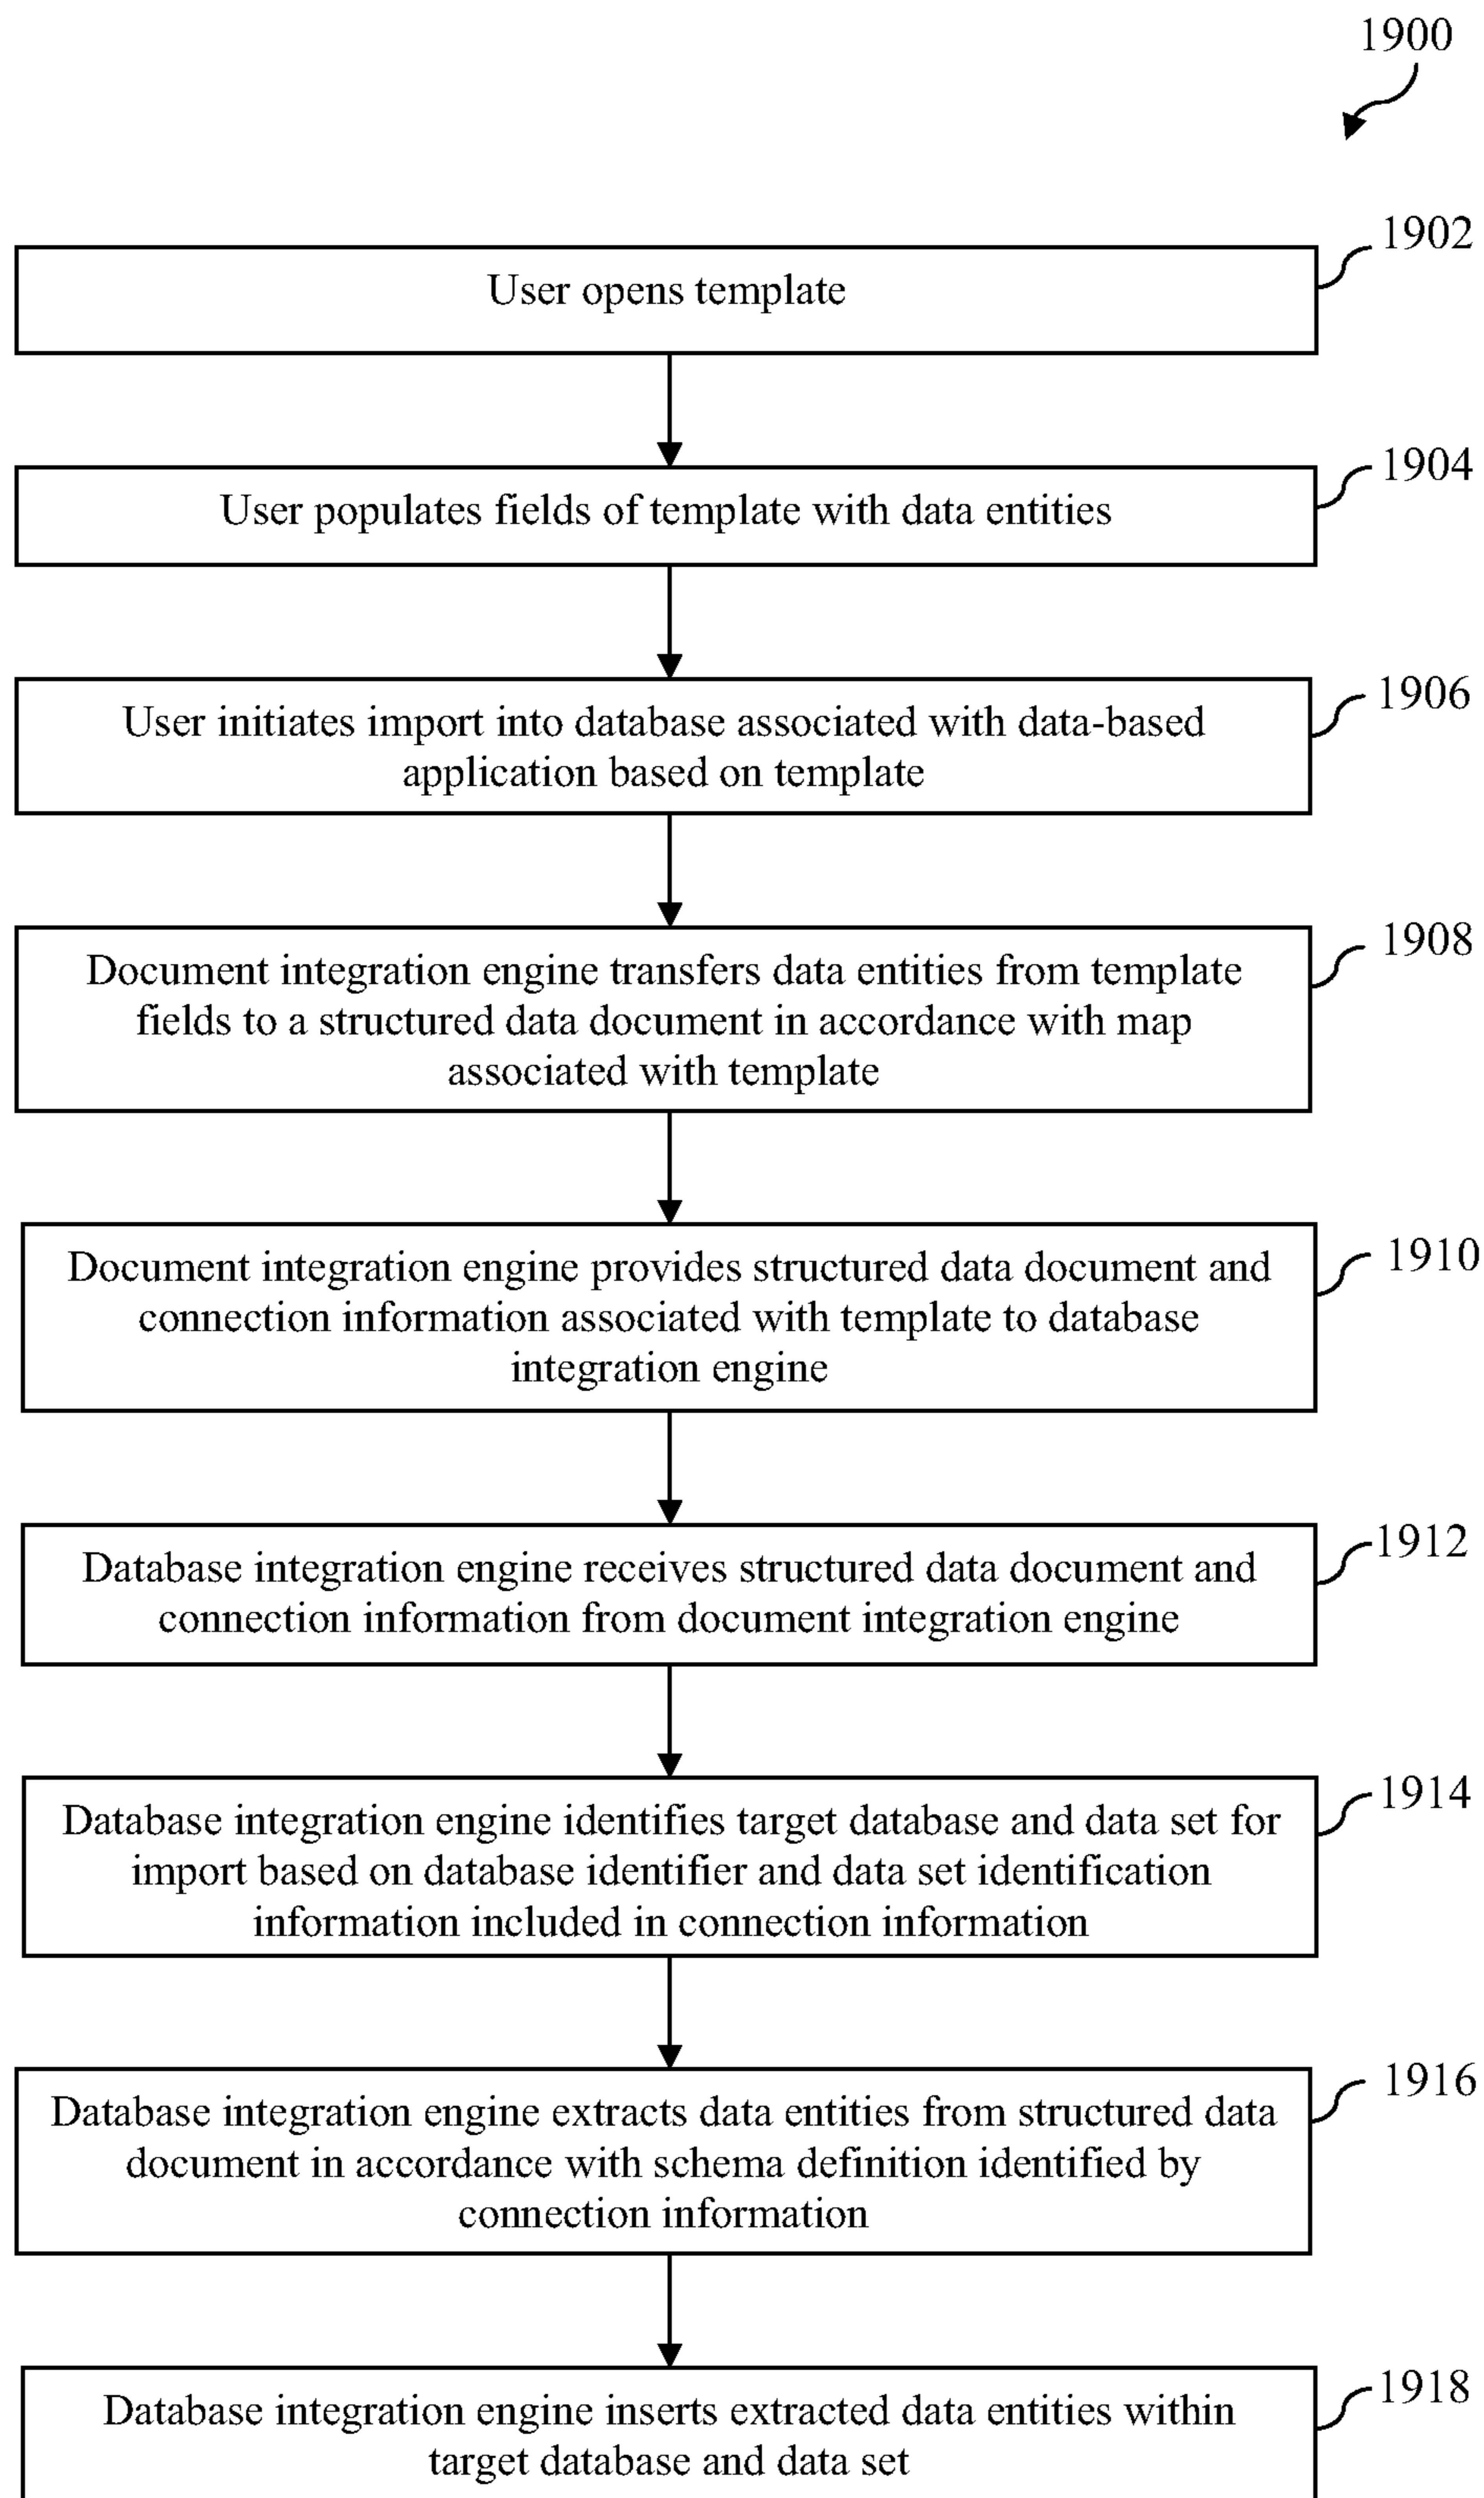 1900
1902
User opens template
1904
User populates fields of template with data entities
1906
User initiates import into database associated with data-based
application based on template
1908
Document integration engine transfers data entities from template
fields to a structured data document in accordance with map
associated with template
1910
Document integration engine provides structured data document and
connection information associated with template to database
integration engine
1912
Database integration engine receives structured data document and
connection information from document integration engine
1914
Database integration engine identifies target database and data set for
import based on database identifier and data set identification
information included in connection information
1916
Database integration engine extracts data entities from structured data
document in accordance with schema definition identified by
connection information
1918
Database integration engine inserts extracted data entities within
target database and data set